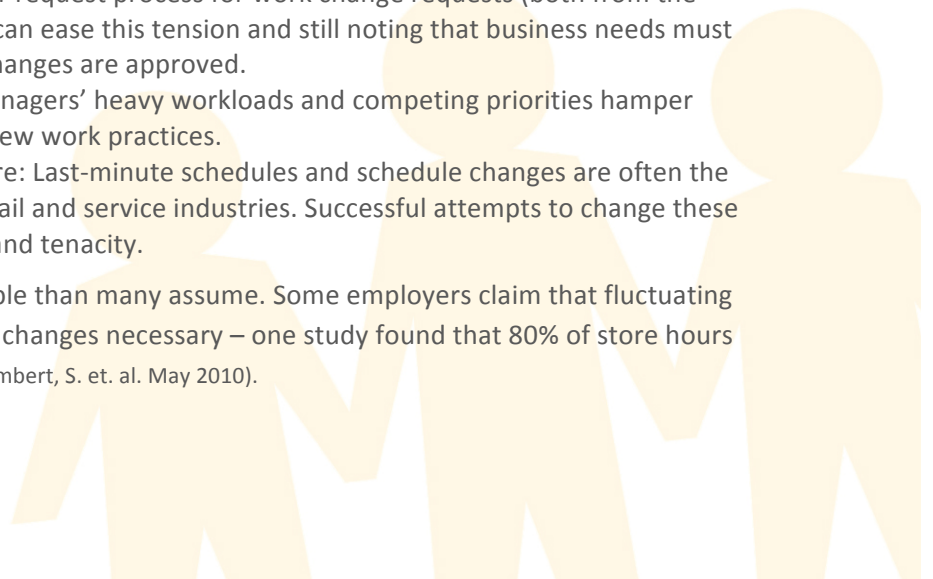 request process for work change requests (both from the
can ease this tension and still noting that business needs must
hanges are approved.
nagers' heavy workloads and competing priorities hamper
ew work practices.
re: Last-minute schedules and schedule changes are often the
ail and service industries. Successful attempts to change these
and tenacity.
ble than many assume. Some employers claim that fluctuating
changes necessary – one study found that 80% of store hours
mbert, S. et. al. May 2010).